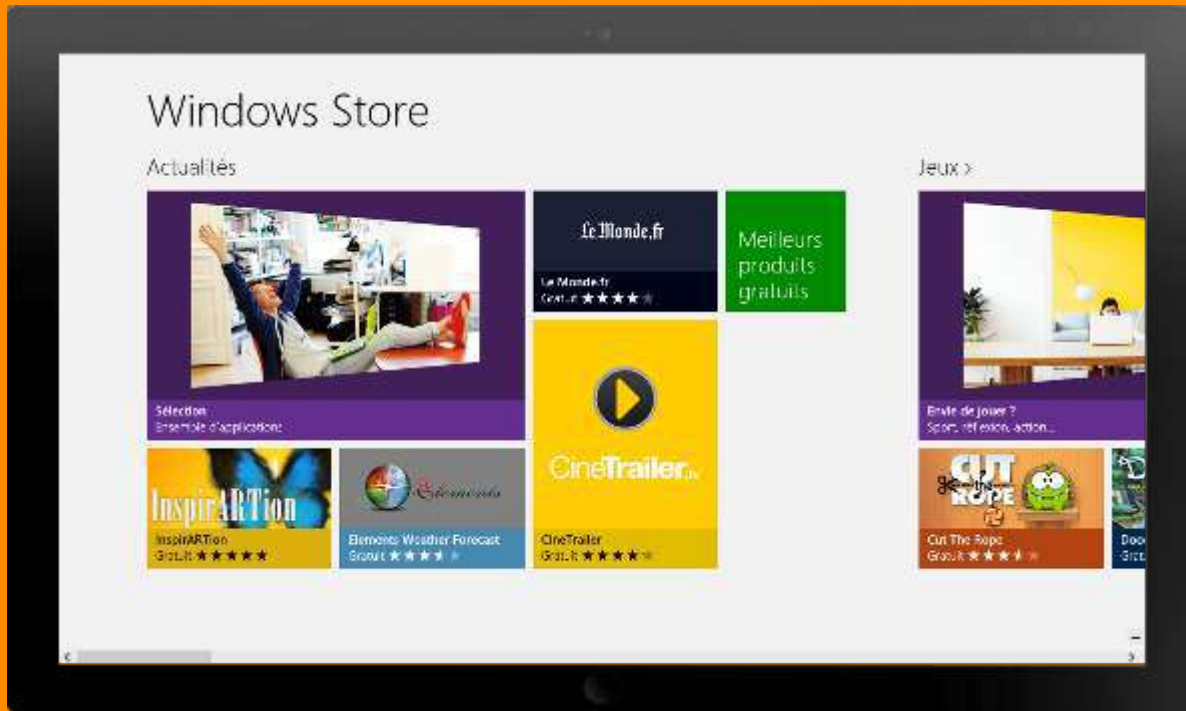 Windows Store
Actualités
Jeux >
Le Monde.fr
Le Monde.fr
Gratuit
Meilleurs
produits
gratuits
Sélection
Ensemble d'applications
CineTrailer
CineTrailer
Gratuit
InspirARTion
InspirARTion
Gratuit
Elements
Elements Weather Forecast
Gratuit
Envie de jouer ?
Sport, réflexion, action...
CUT
the
ROPE
Cut The Rope
Gratuit